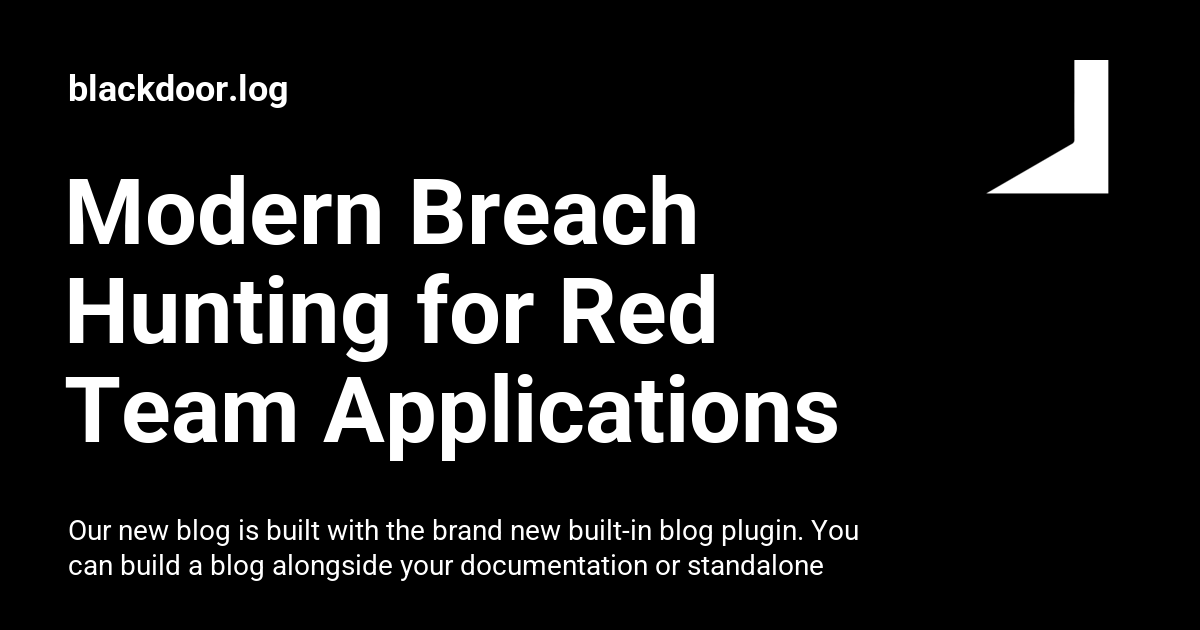 blackdoor.log
Modern Breach
Hunting for Red
Team Applications
Our new blog is built with the brand new built-in blog plugin. You
can build a blog alongside your documentation or standalone